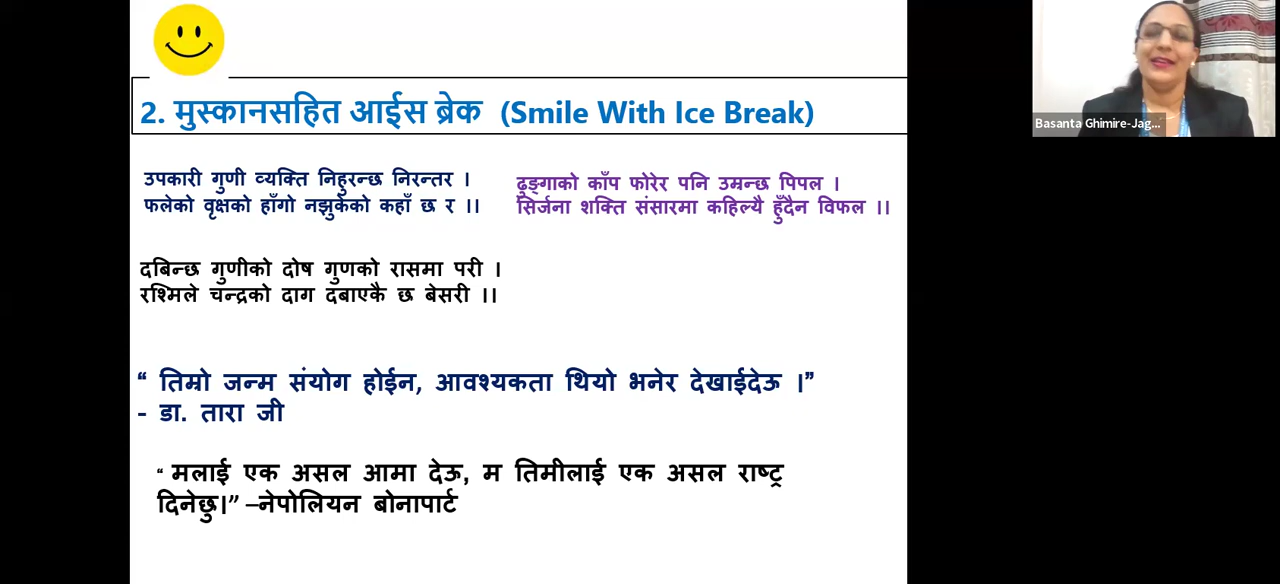 2. मुस्कानसहित आईस ब्रेक (Smile With Ice Break)
उपकारी गुणी व्यक्ति निहुरन्छ निरन्तर ।
फलेको वृक्षको हाँगो नझुकेको कहाँ छ र ।।
ढुङ्गाको काँप फोरेर पनि उम्रन्छ पिपल ।
सिर्जना शक्ति संसारमा कहिल्यै हुँदैन विफल ।।
दबिन्छ गुणीको दोष गुणको रासमा परी ।
रश्मिले चन्द्रको दाग दबाएकै छ बेसरी ।।
“ तिम्रो जन्म संयोग होईन, आवश्यकता थियो भनेर देखाईदेऊ ।”
- डा. तारा जी
“ मलाई एक असल आमा देऊ, म तिमीलाई एक असल राष्ट्र
दिनेछु।” –नेपोलियन बोनापार्ट
Basanta Ghimire-Jag...